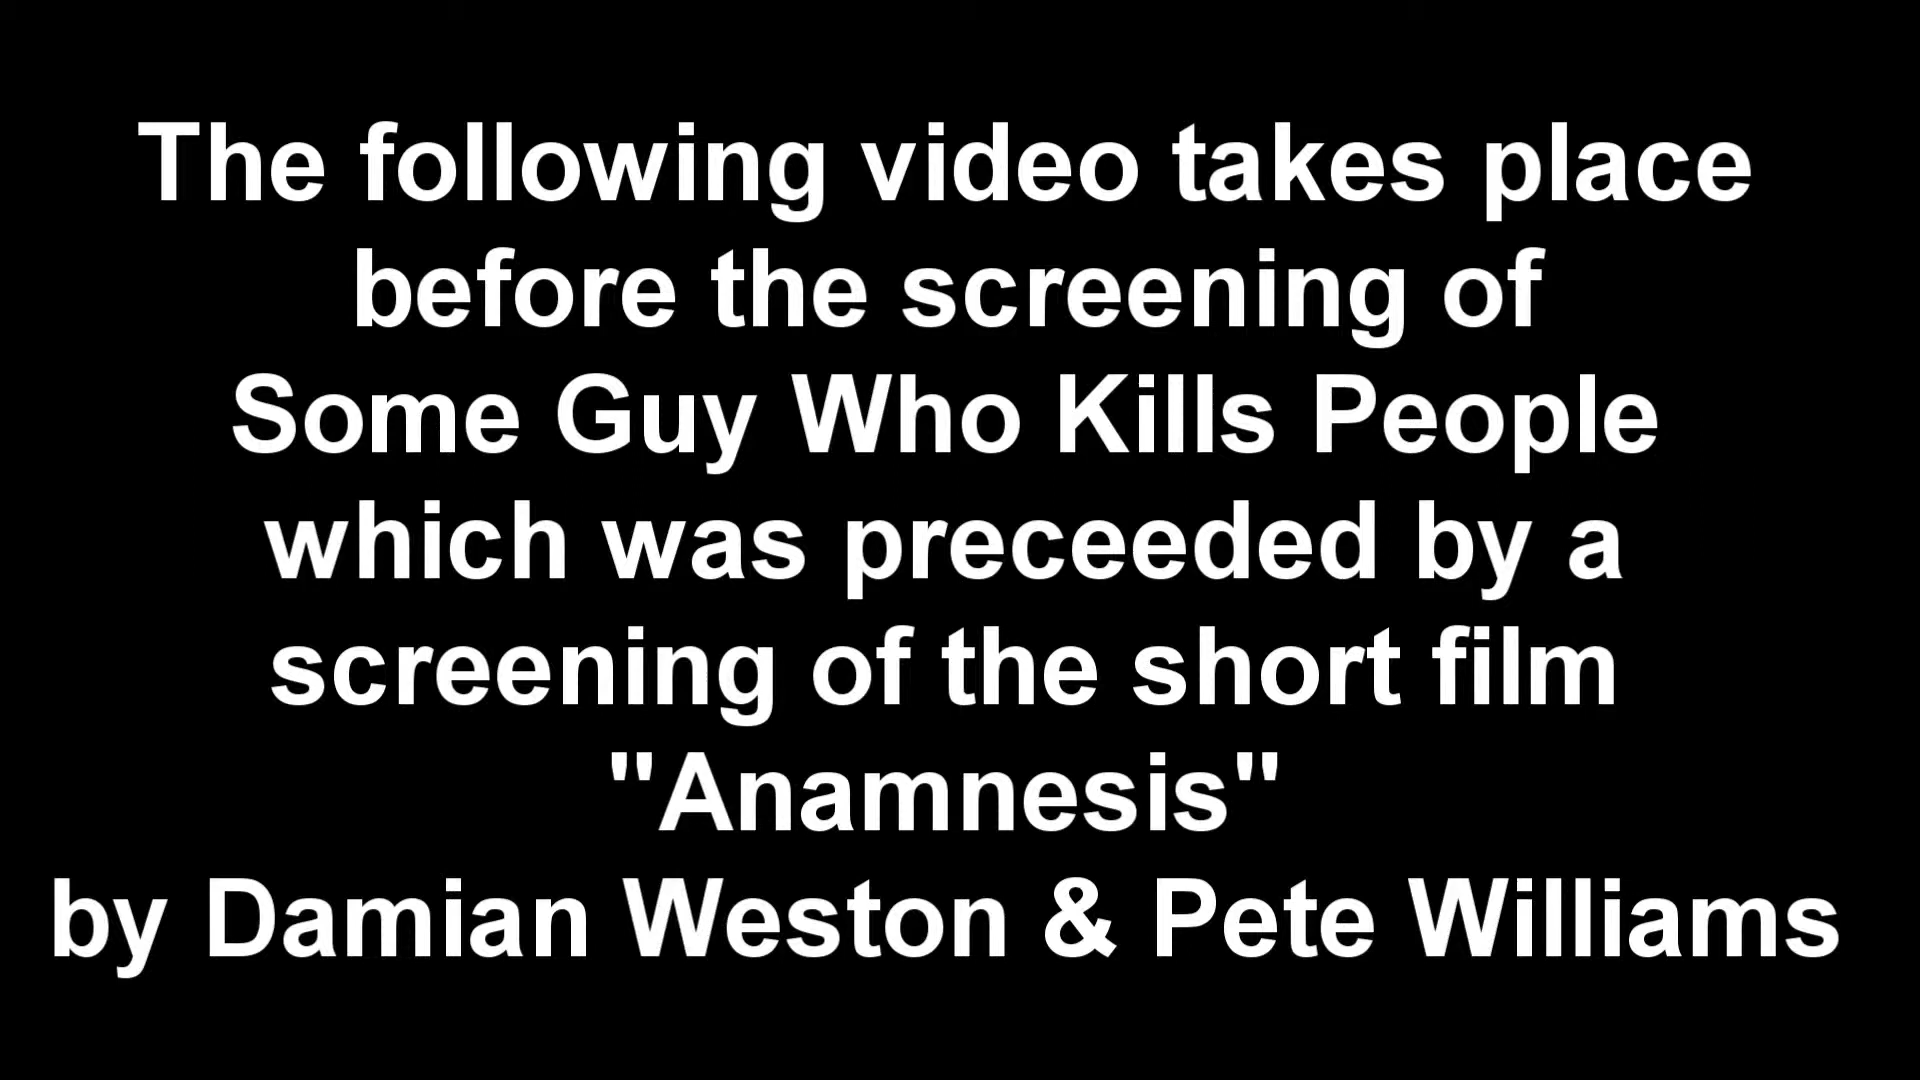 The following video takes place
before the screening of
Some Guy Who Kills People
which was preceeded by a
screening of the short film
"Anamnesis"
by Damian Weston & Pete Williams